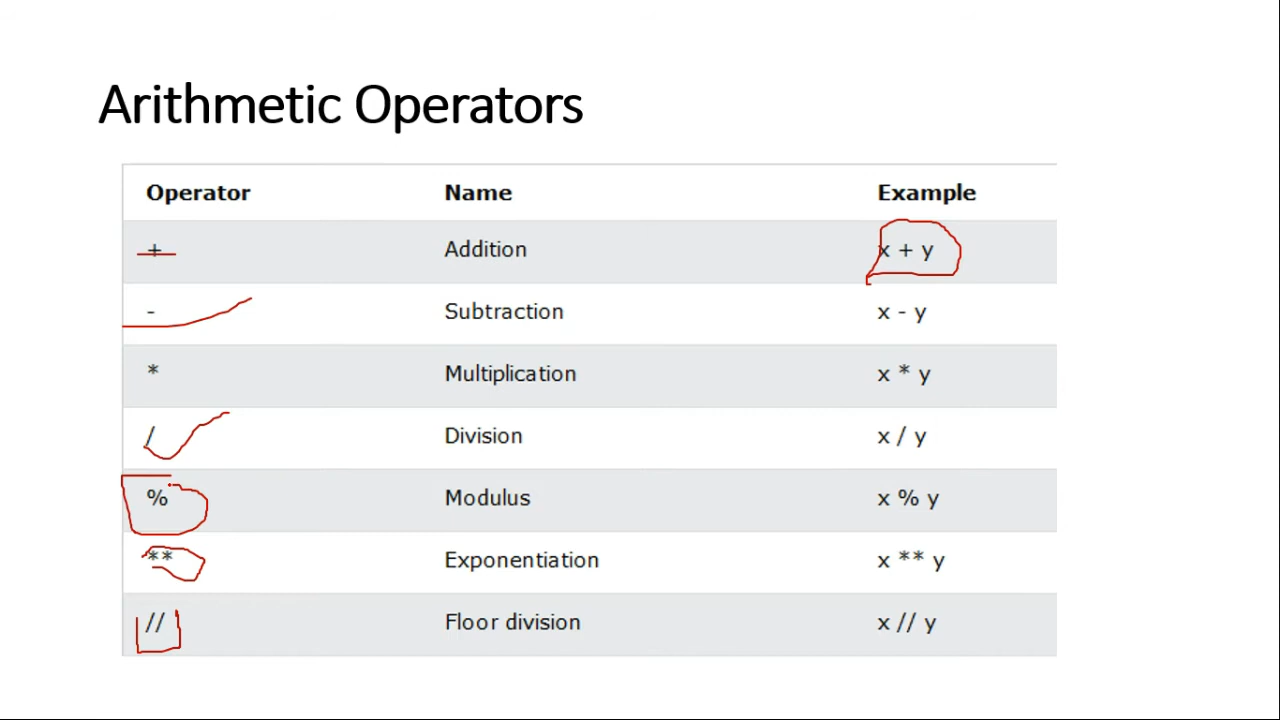 Arithmetic Operators
Operator Name Example
+ Addition x + y
- Subtraction x - y
* Multiplication x * y
/ Division x / y
% Modulus x % y
** Exponentiation x ** y
// Floor division x // y